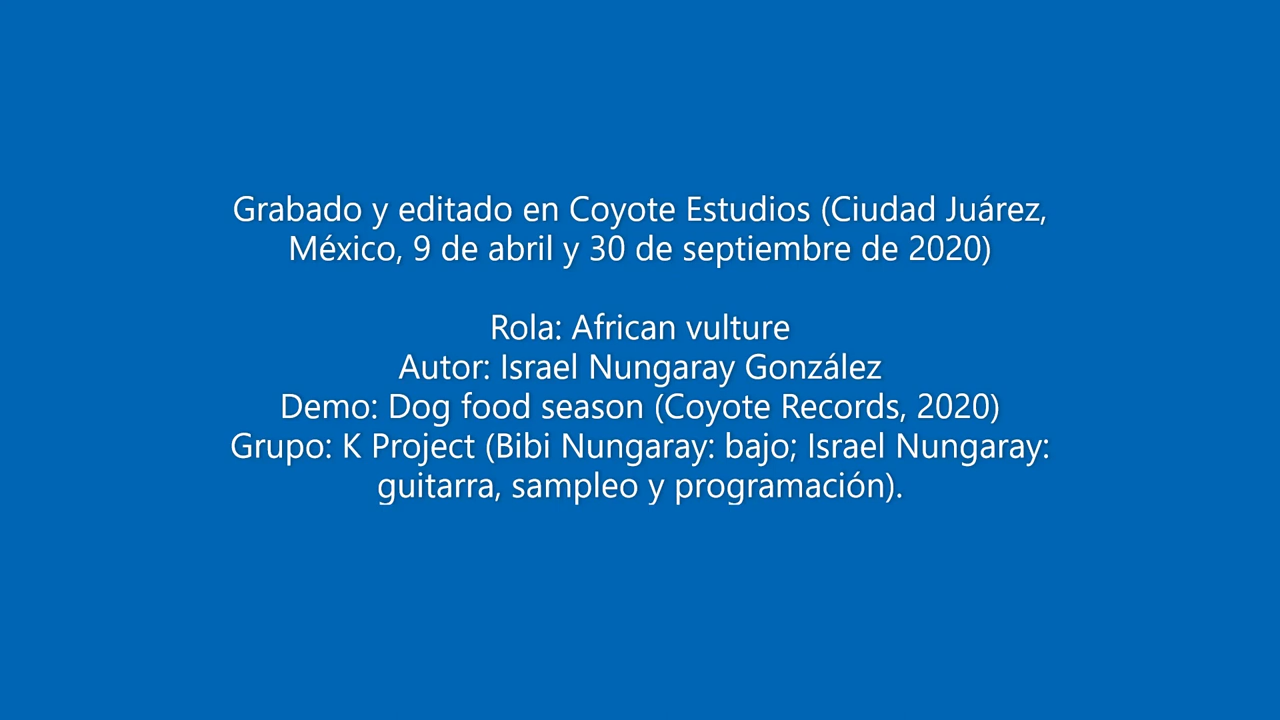 Grabado y editado en Coyote Estudios (Ciudad Juárez,
México, 9 de abril y 30 de septiembre de 2020)
Rola: African vulture
Autor: Israel Nungaray González
Demo: Dog food season (Coyote Records, 2020)
Grupo: K Project (Bibi Nungaray: bajo; Israel Nungaray:
guitarra, sampleo y programación).